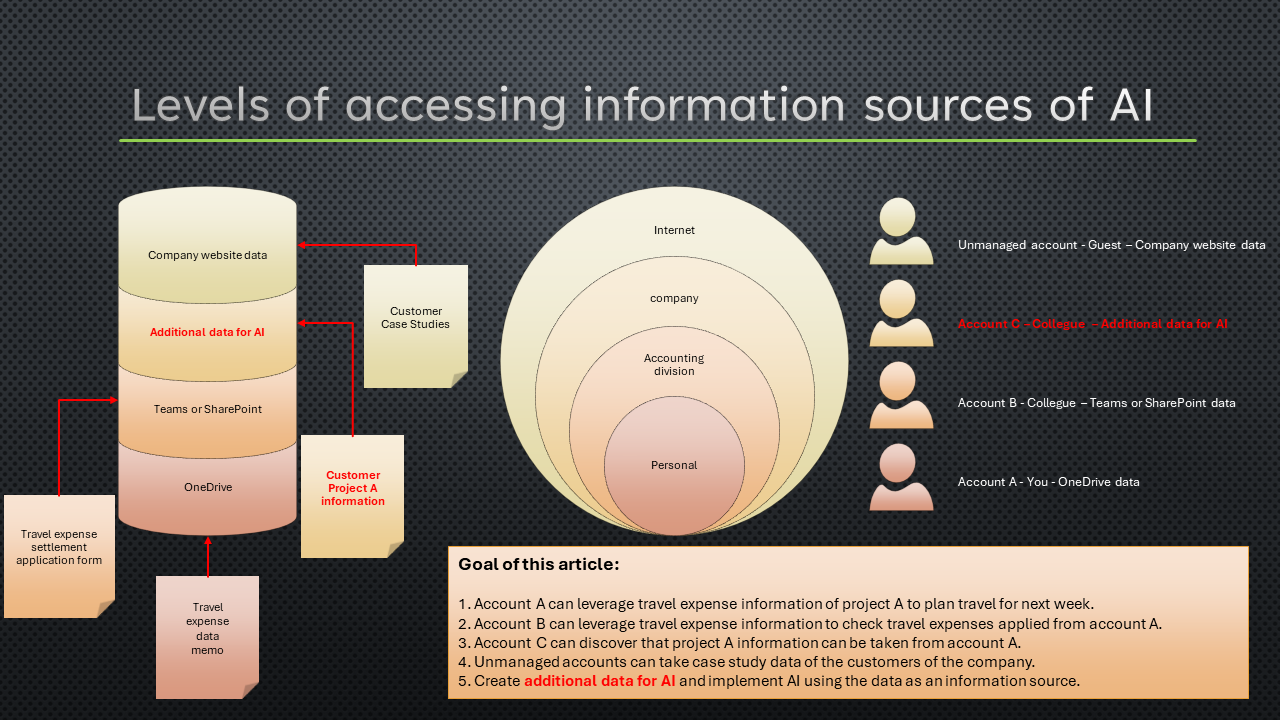 Levels of accessing information sources of AI
Company website data
Additional data for AI
Teams or SharePoint
OneDrive
Customer
Case Studies
Customer
Project A
information
Travel expense
settlement
application form
Travel
expense
data
memo
Internet
company
Accounting
division
Personal
Unmanaged account - Guest – Company website data
Account C – Collegue – Additional data for AI
Account B - Collegue – Teams or SharePoint data
Account A - You - OneDrive data
Goal of this article:
1. Account A can leverage travel expense information of project A to plan travel for next week.
2. Account B can leverage travel expense information to check travel expenses applied from account A.
3. Account C can discover that project A information can be taken from account A.
4. Unmanaged accounts can take case study data of the customers of the company.
5. Create additional data for AI and implement AI using the data as an information source.